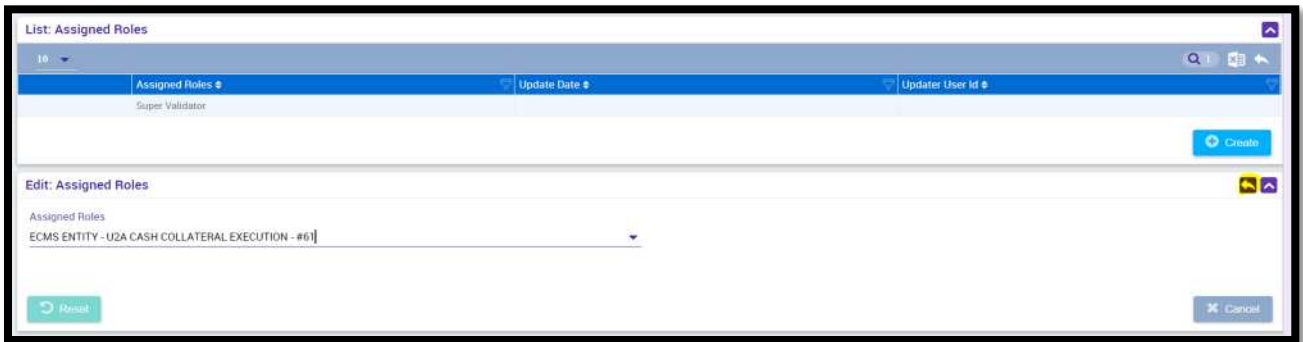 List: Assigned Roles
10
1
Assigned Roles Update Date Updater User Id
Super Validator
Create
Edit: Assigned Roles
Assigned Roles
ECMS ENTITY - U2A CASH COLLATERAL EXECUTION - #61
Reset Cancel